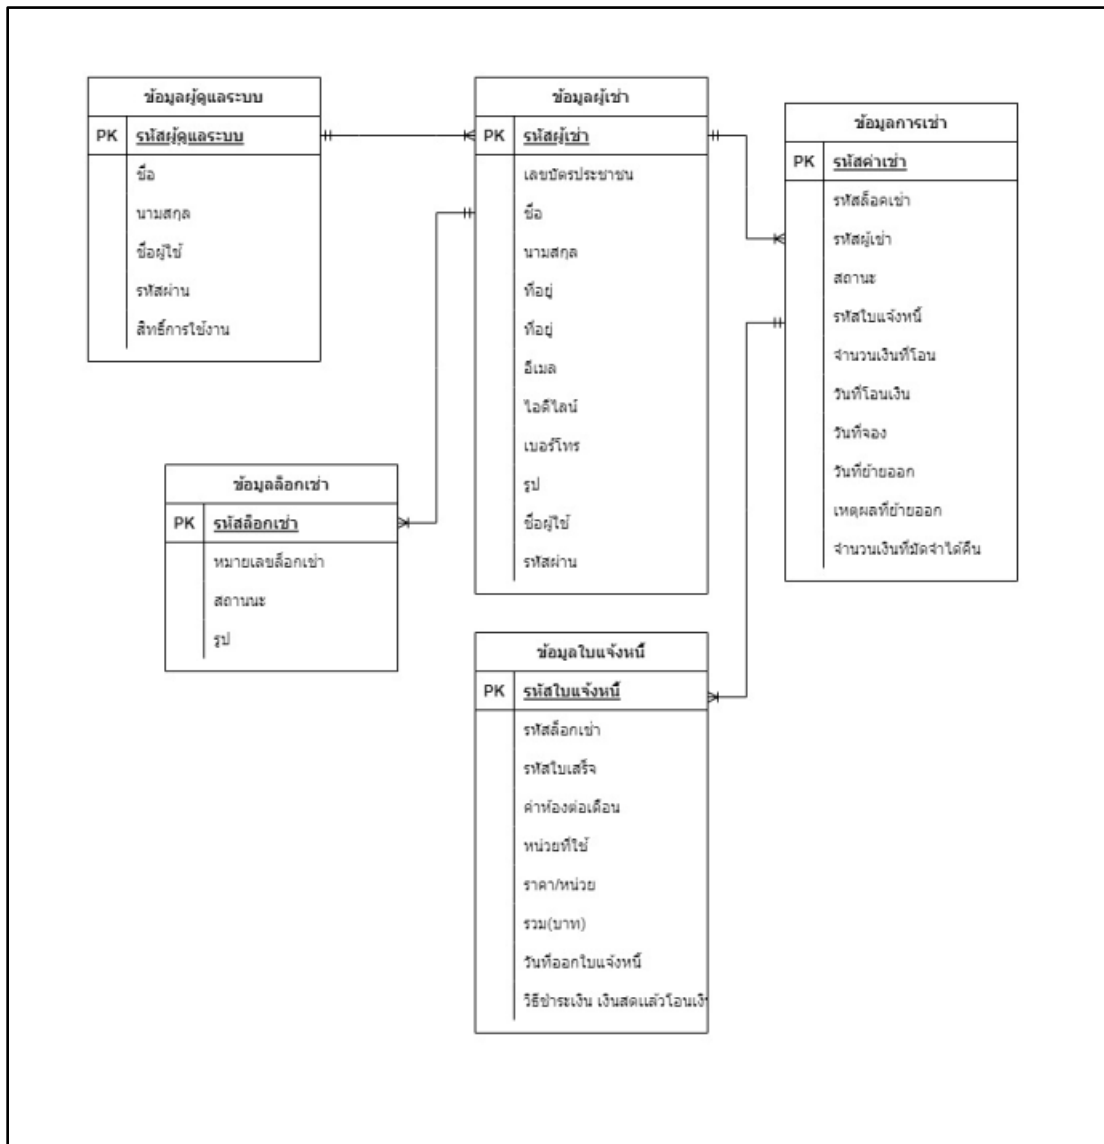 ข้อมูลผู้ดูแลระบบ
PK รหัสผู้ดูแลระบบ
ชื่อ
นามสกุล
ชื่อผู้ใช้
รหัสผ่าน
สิทธิ์การใช้งาน
ข้อมูลผู้เช่า
PK รหัสผู้เช่า
เลขบัตรประชาชน
ชื่อ
นามสกุล
ที่อยู่
ที่อยู่
อีเมล
ไอดีไลน์
เบอร์โทร
รูป
ชื่อผู้ใช้
รหัสผ่าน
ข้อมูลการเช่า
PK รหัสค่าเช่า
รหัสล็อคเช่า
รหัสผู้เช่า
สถานะ
รหัสใบแจ้งหนี้
จำนวนเงินที่โอน
วันที่โอนเงิน
วันที่จอง
วันที่ย้ายออก
เหตุผลที่ย้ายออก
จำนวนเงินที่มัดจำได้คืน
ข้อมูลล็อกเช่า
PK รหัสล็อกเช่า
หมายเลขล็อกเช่า
สถานนะ
รูป
ข้อมูลใบแจ้งหนี้
PK รหัสใบแจ้งหนี้
รหัสล็อกเช่า
รหัสใบเสร็จ
ค่าห้องต่อเดือน
หน่วยที่ใช้
ราคา/หน่วย
รวม(บาท)
วันที่ออกใบแจ้งหนี้
วิธีชำระเงิน เงินสดแล้วโอนเงิ